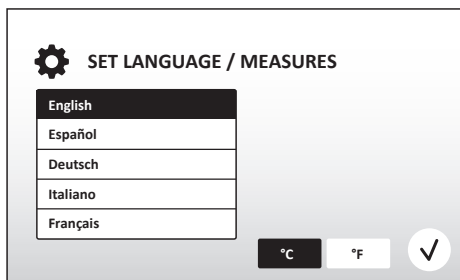 SET LANGUAGE / MEASURES
English
Español
Deutsch
Italiano
Français
°C
°F